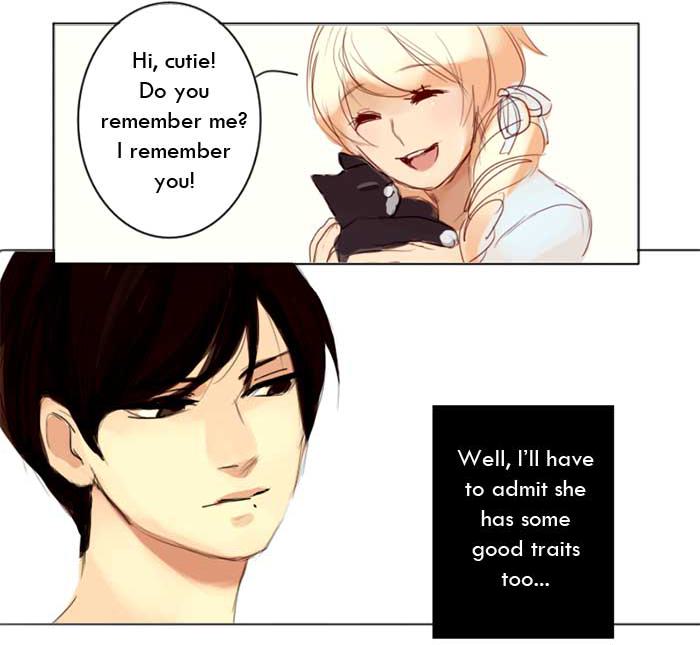 Hi, cutie!
Do you
remember me?
I remember
you!
Well, I'll have
to admit she
has some
good traits
too...